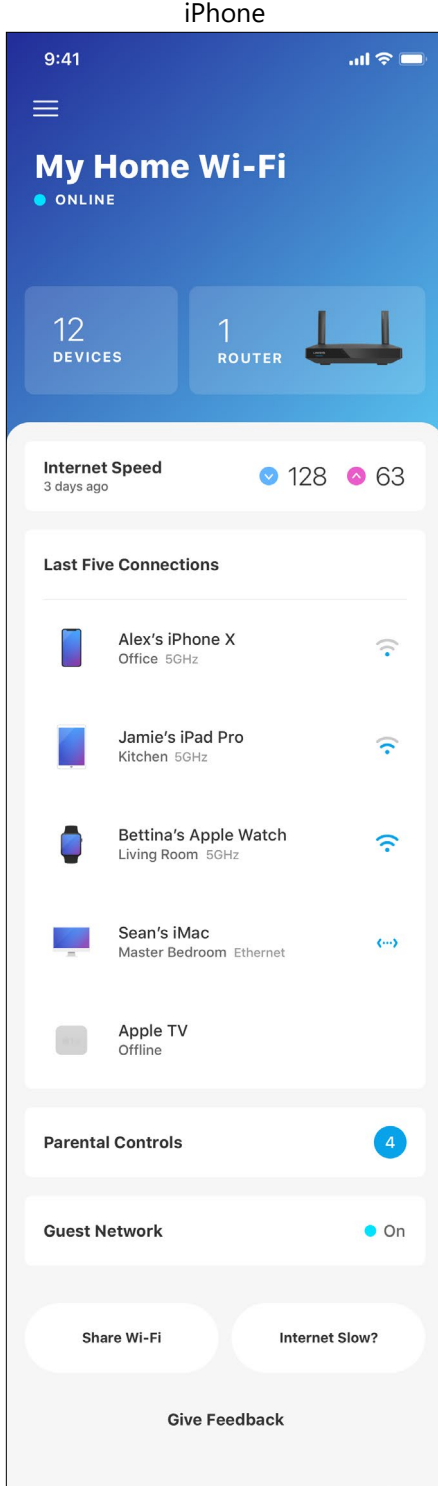 iPhone
9:41
My Home Wi-Fi
ONLINE
12
DEVICES
1
ROUTER
Internet Speed
3 days ago
128
63
Last Five Connections
Alex's iPhone X
Office 5GHz
Jamie's iPad Pro
Kitchen 5GHz
Bettina's Apple Watch
Living Room 5GHz
Sean's iMac
Master Bedroom Ethernet
Apple TV
Offline
Parental Controls
4
Guest Network
On
Share Wi-Fi
Internet Slow?
Give Feedback